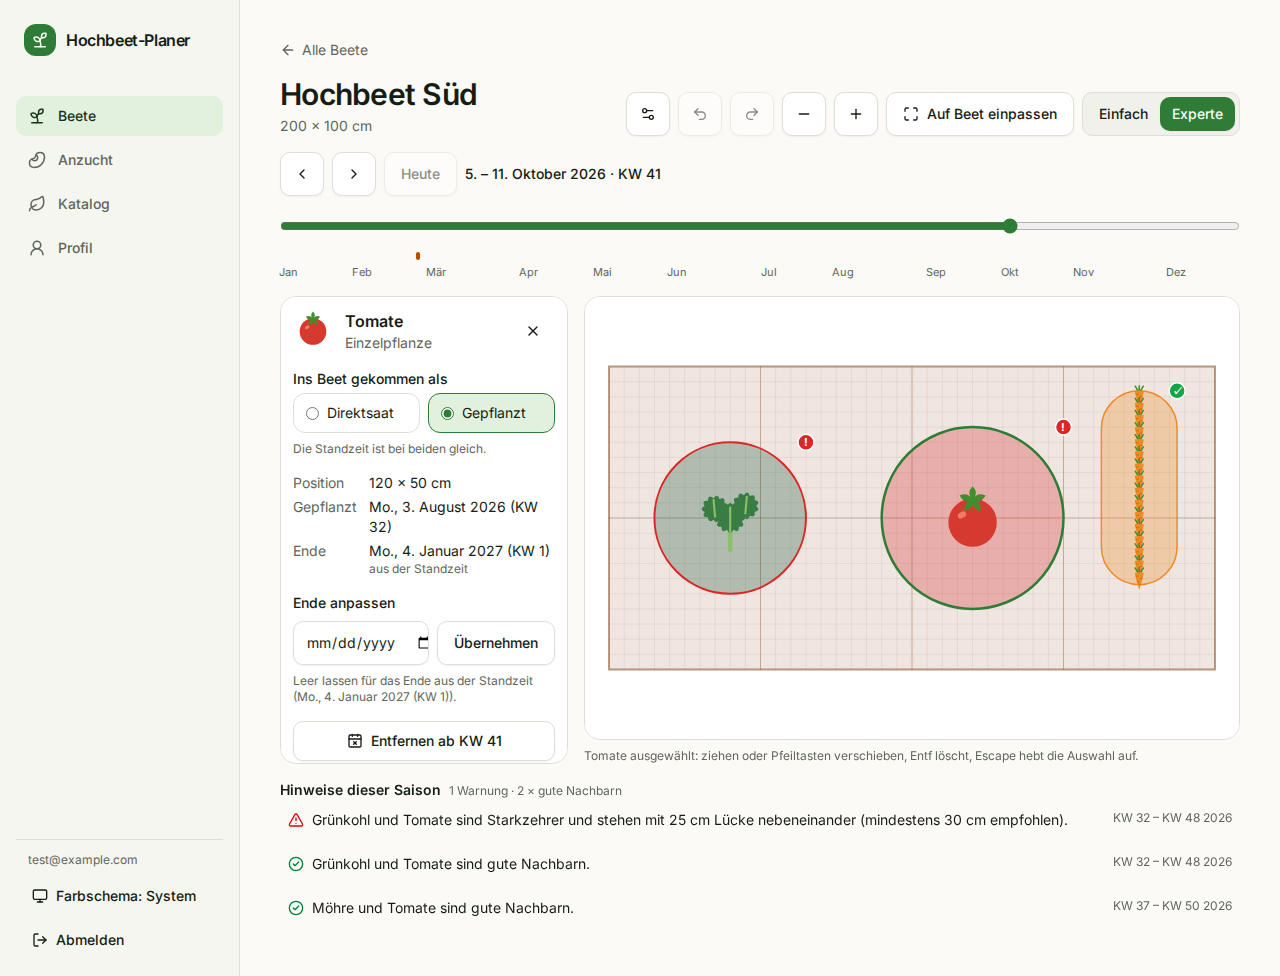 Hochbeet-Planer
Beete
Anzucht
Katalog
Profil
test@example.com
Farbschema: System
Abmelden
Alle Beete
Hochbeet Süd
200 × 100 cm
Auf Beet einpassen
Einfach
Experte
Heute
5. – 11. Oktober 2026 · KW 41
Jan Feb Mär Apr Mai Jun Jul Aug Sep Okt Nov Dez
Tomate
Einzelpflanze
Ins Beet gekommen als
Direktsaat
Gepflanzt
Die Standzeit ist bei beiden gleich.
Position 120 × 50 cm
Gepflanzt Mo., 3. August 2026 (KW
32)
Ende Mo., 4. Januar 2027 (KW 1)
aus der Standzeit
Ende anpassen
mm/dd/yyyy
Übernehmen
Leer lassen für das Ende aus der Standzeit
(Mo., 4. Januar 2027 (KW 1)).
Entfernen ab KW 41
Tomate ausgewählt: ziehen oder Pfeiltasten verschieben, Entf löscht, Escape hebt die Auswahl auf.
Hinweise dieser Saison 1 Warnung · 2 × gute Nachbarn
Grünkohl und Tomate sind Starkzehrer und stehen mit 25 cm Lücke nebeneinander (mindestens 30 cm empfohlen). KW 32 – KW 48 2026
Grünkohl und Tomate sind gute Nachbarn. KW 32 – KW 48 2026
Möhre und Tomate sind gute Nachbarn. KW 37 – KW 50 2026